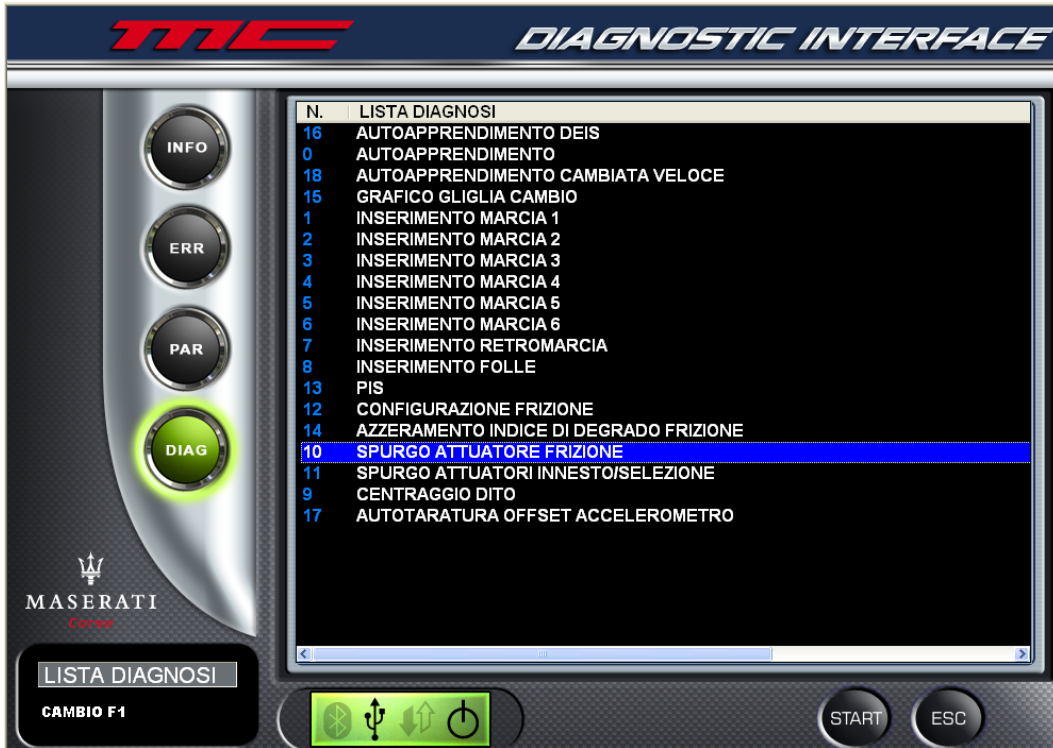 MC DIAGNOSTIC INTERFACE
INFO
ERR
PAR
DIAG
N. LISTA DIAGNOSI
16 AUTOAPPRENDIMENTO DEIS
0 AUTOAPPRENDIMENTO
18 AUTOAPPRENDIMENTO CAMBIATA VELOCE
15 GRAFICO GLIGLIA CAMBIO
1 INSERIMENTO MARCIA 1
2 INSERIMENTO MARCIA 2
3 INSERIMENTO MARCIA 3
4 INSERIMENTO MARCIA 4
5 INSERIMENTO MARCIA 5
6 INSERIMENTO MARCIA 6
7 INSERIMENTO RETROMARCIA
8 INSERIMENTO FOLLE
13 PIS
12 CONFIGURAZIONE FRIZIONE
14 AZZERAMENTO INDICE DI DEGRADO FRIZIONE
10 SPURGO ATTUATORE FRIZIONE
11 SPURGO ATTUATORI INNESTO/SELEZIONE
9 CENTRAGGIO DITO
17 AUTOTARATURA OFFSET ACCELEROMETRO
MASERATI
Corse
LISTA DIAGNOSI
CAMBIO F1
START
ESC